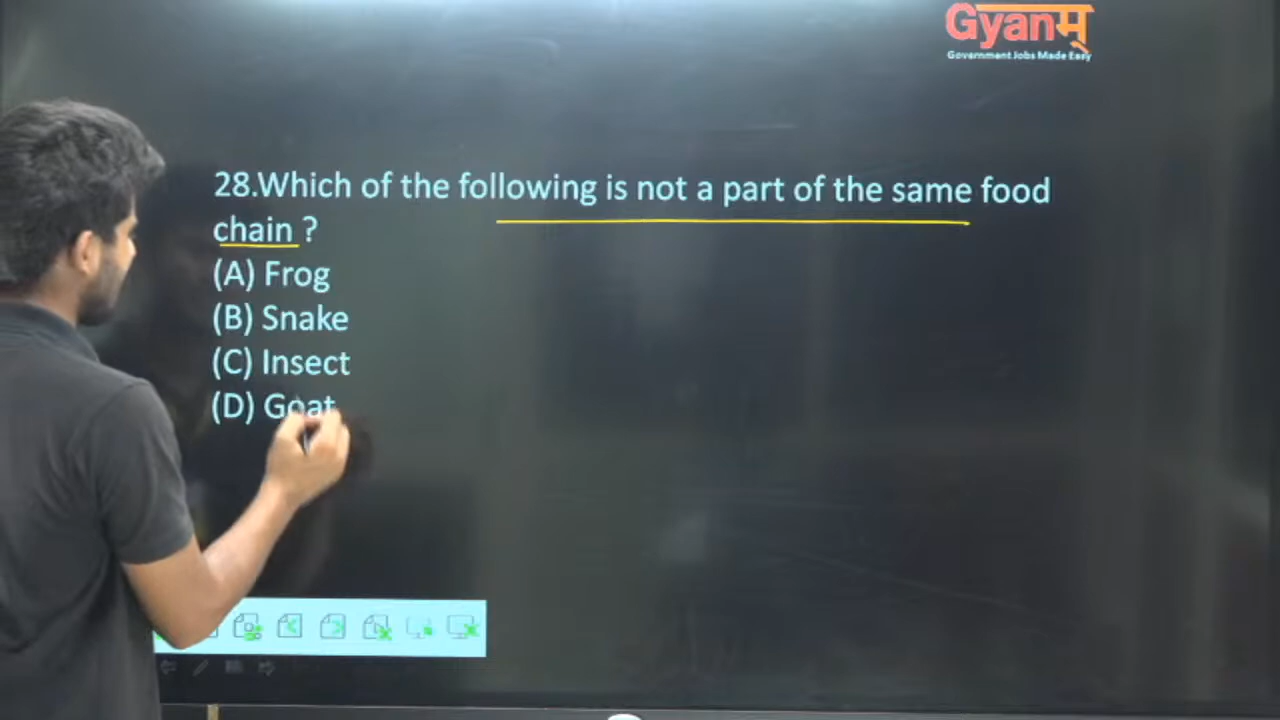 Gyanम्
Government Jobs Made Easy
28.Which of the following is not a part of the same food
chain ?
(A) Frog
(B) Snake
(C) Insect
(D) Goat